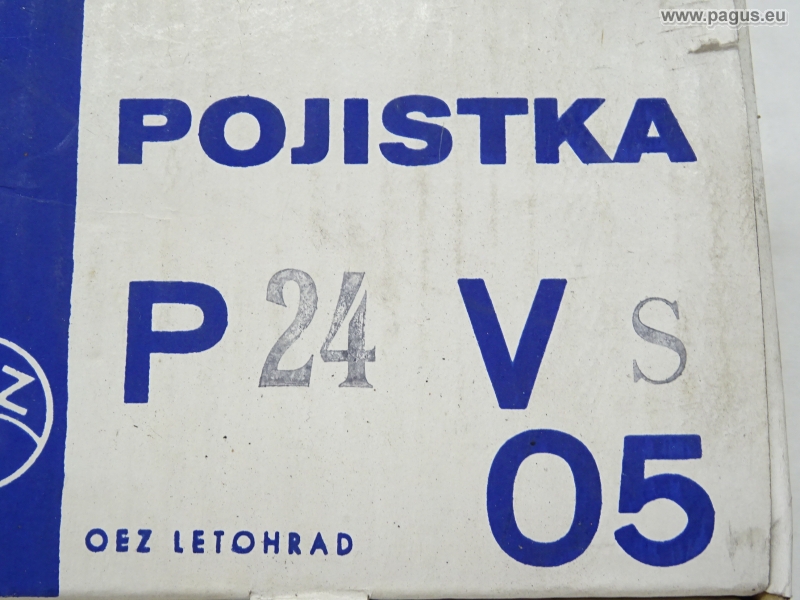 www.pagus.eu
POJISTKA
P 24 V S
05
OEZ LETOHRAD